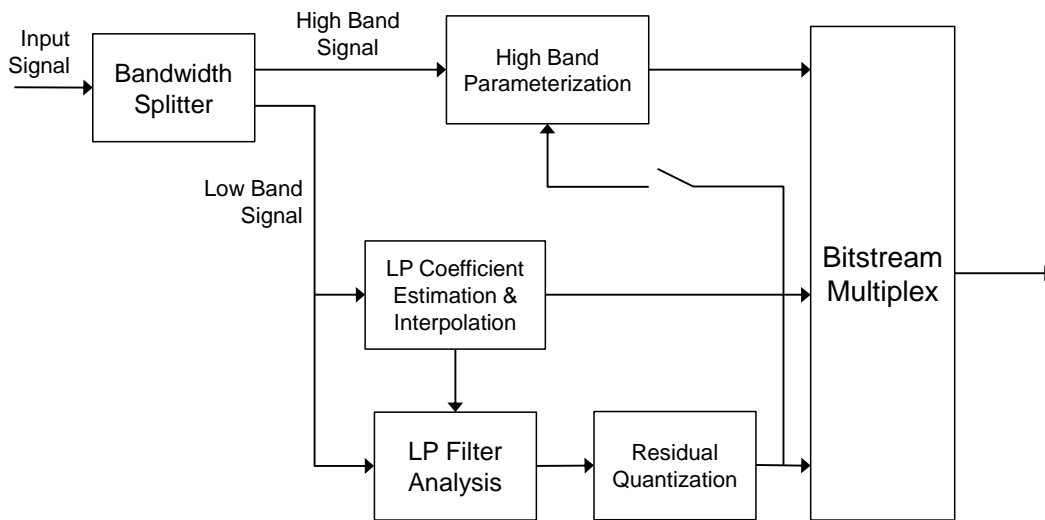 Input
Signal
Bandwidth
Splitter
High Band
Signal
High Band
Parameterization
Low Band
Signal
LP Coefficient
Estimation &
Interpolation
LP Filter
Analysis
Residual
Quantization
Bitstream
Multiplex